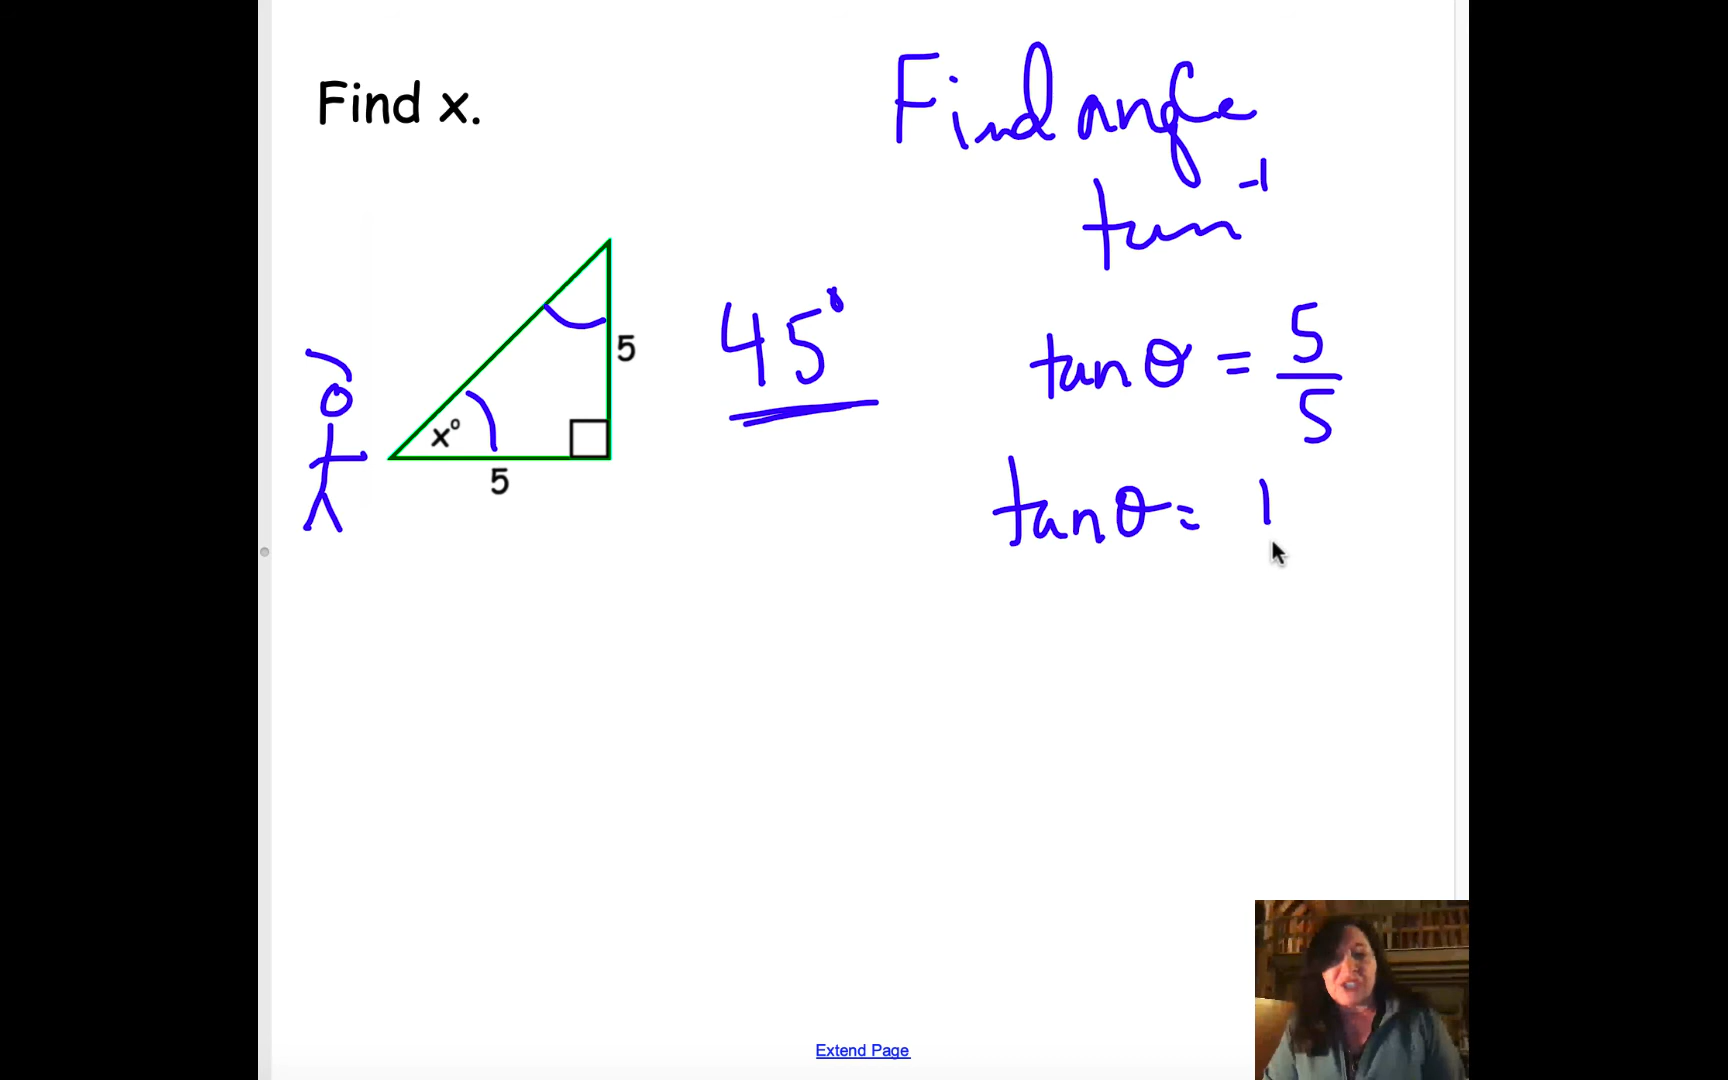 Find x.
Find angle
tan⁻¹
45°
tan θ = 5/5
5
x°
5
tan θ = 1
Extend Page